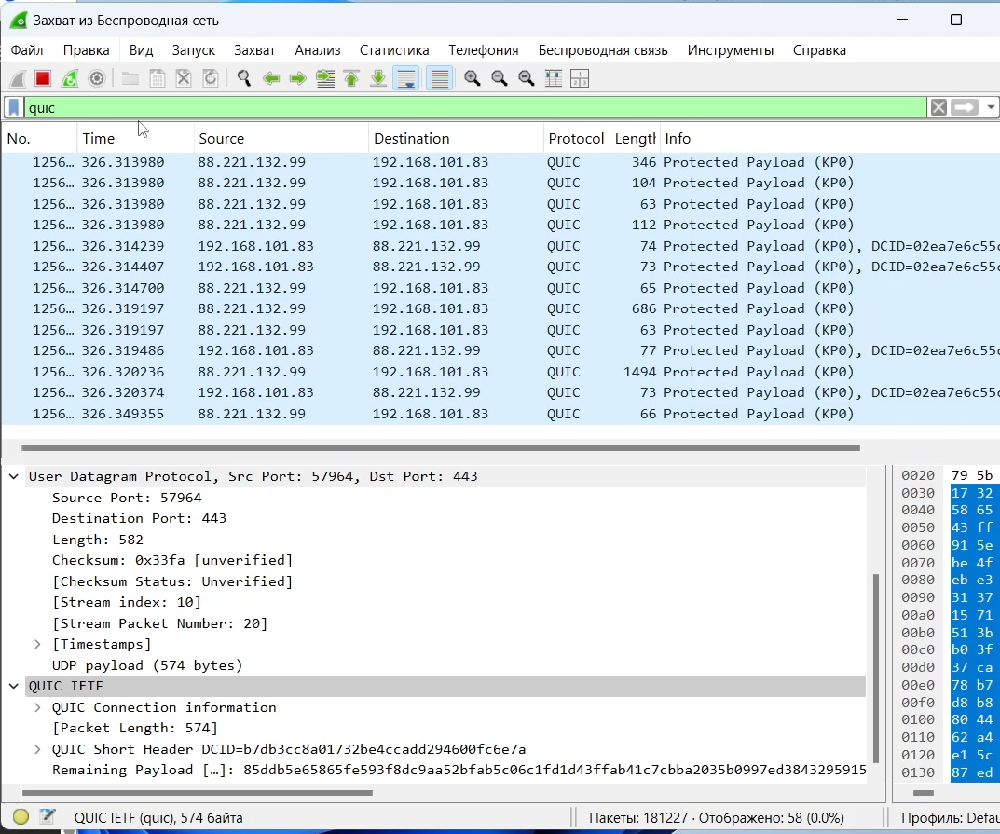 Захват из Беспроводная сеть
Файл Правка Вид Запуск Захват Анализ Статистика Телефония Беспроводная связь Инструменты Справка
quic
No. Time Source Destination Protocol Length Info
1256… 326.313980 88.221.132.99 192.168.101.83 QUIC 346 Protected Payload (KP0)
1256… 326.313980 88.221.132.99 192.168.101.83 QUIC 104 Protected Payload (KP0)
1256… 326.313980 88.221.132.99 192.168.101.83 QUIC 63 Protected Payload (KP0)
1256… 326.313980 88.221.132.99 192.168.101.83 QUIC 112 Protected Payload (KP0)
1256… 326.314239 192.168.101.83 88.221.132.99 QUIC 74 Protected Payload (KP0), DCID=02ea7e6c55
1256… 326.314407 192.168.101.83 88.221.132.99 QUIC 73 Protected Payload (KP0), DCID=02ea7e6c55
1256… 326.314700 88.221.132.99 192.168.101.83 QUIC 65 Protected Payload (KP0)
1256… 326.319197 88.221.132.99 192.168.101.83 QUIC 686 Protected Payload (KP0)
1256… 326.319197 88.221.132.99 192.168.101.83 QUIC 63 Protected Payload (KP0)
1256… 326.319486 192.168.101.83 88.221.132.99 QUIC 77 Protected Payload (KP0), DCID=02ea7e6c55
1256… 326.320236 88.221.132.99 192.168.101.83 QUIC 1494 Protected Payload (KP0)
1256… 326.320374 192.168.101.83 88.221.132.99 QUIC 73 Protected Payload (KP0), DCID=02ea7e6c55
1256… 326.349355 88.221.132.99 192.168.101.83 QUIC 66 Protected Payload (KP0)
User Datagram Protocol, Src Port: 57964, Dst Port: 443
Source Port: 57964
Destination Port: 443
Length: 582
Checksum: 0x33fa [unverified]
[Checksum Status: Unverified]
[Stream index: 10]
[Stream Packet Number: 20]
[Timestamps]
UDP payload (574 bytes)
QUIC IETF
QUIC Connection information
[Packet Length: 574]
QUIC Short Header DCID=b7db3cc8a01732be4ccadd294600fc6e7a
Remaining Payload […]: 85ddb5e65865fe593f8dc9aa52bfab5c06c1fd1d43ffab41c7cbba2035b0997ed3843295915
0020 79 5b
0030 17 32
0040 58 65
0050 43 ff
0060 91 5e
0070 be 4f
0080 eb e3
0090 31 37
00a0 15 71
00b0 51 3b
00c0 b0 3f
00d0 37 ca
00e0 78 b7
00f0 d8 b8
0100 80 44
0110 62 a4
0120 e1 5c
0130 87 ed
QUIC IETF (quic), 574 байта
Пакеты: 181227 · Отображено: 58 (0.0%)
Профиль: Defau